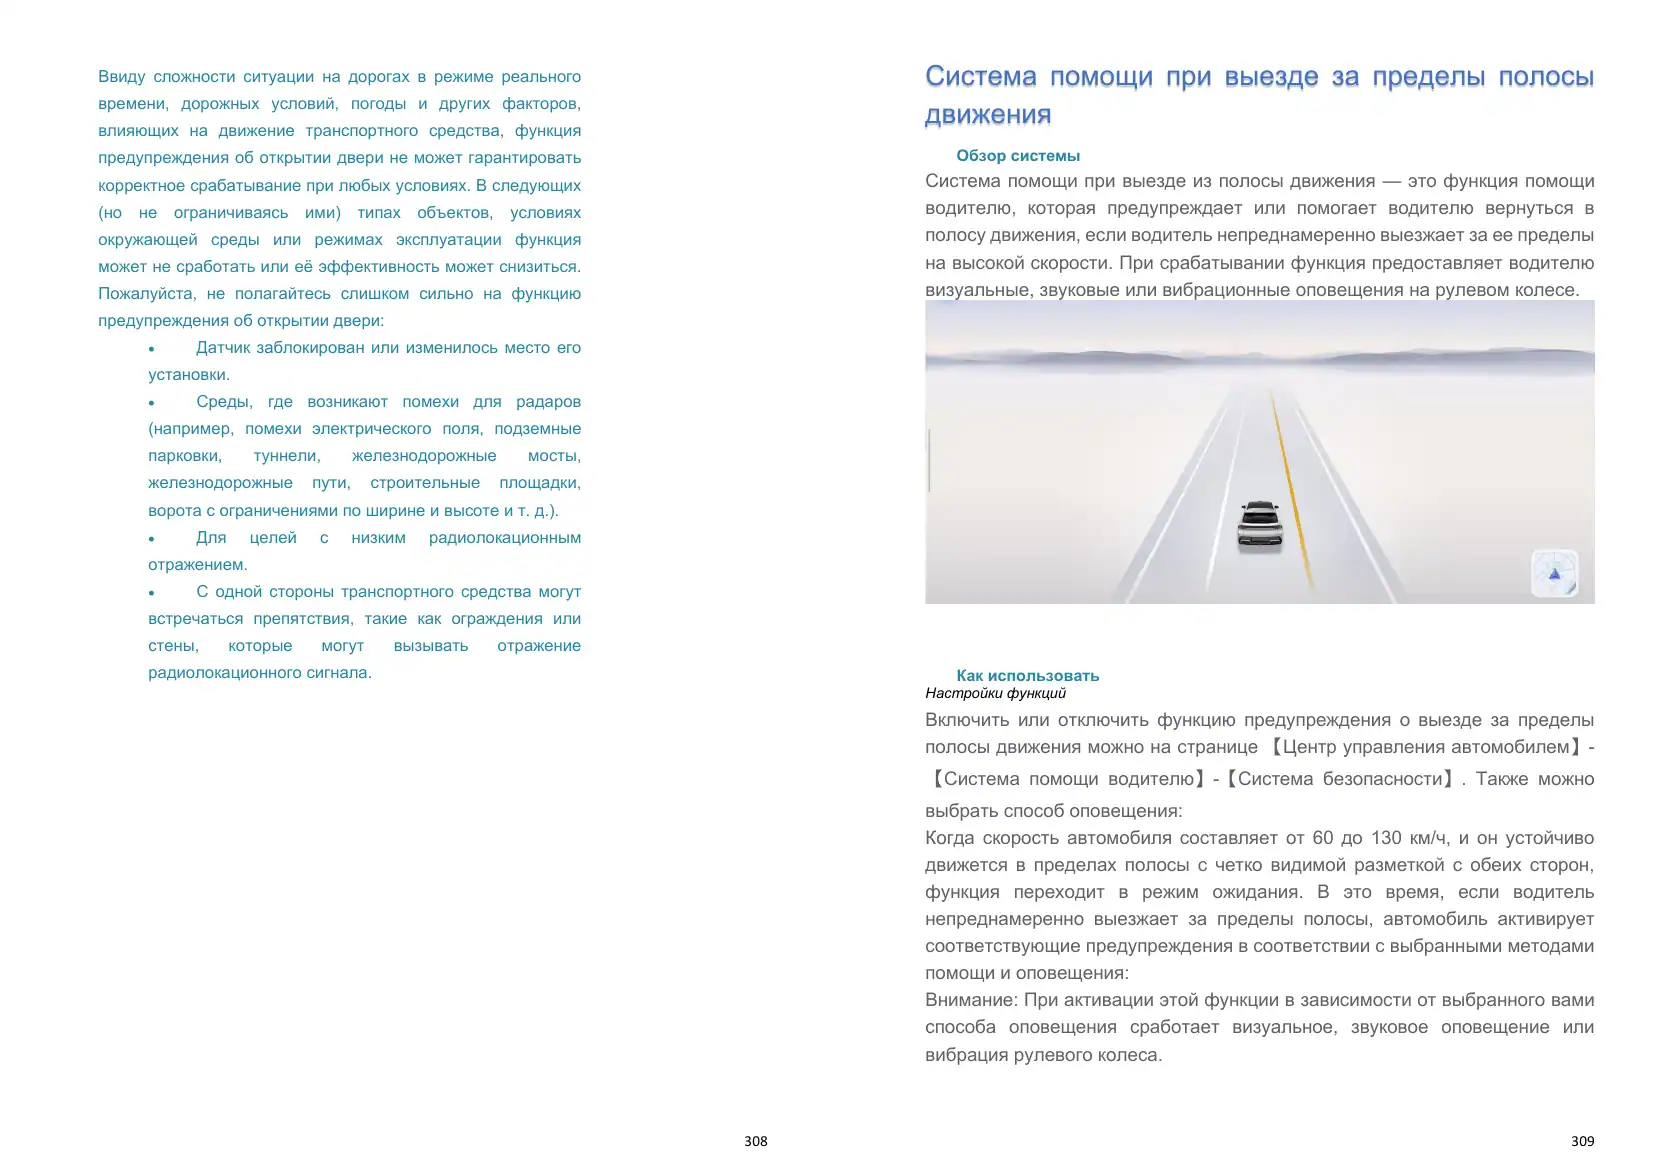 Ввиду сложности ситуации на дорогах в режиме реального
времени, дорожных условий, погоды и других факторов,
влияющих на движение транспортного средства, функция
предупреждения об открытии двери не может гарантировать
корректное срабатывание при любых условиях. В следующих
(но не ограничиваясь ими) типах объектов, условиях
окружающей среды или режимах эксплуатации функция
может не сработать или её эффективность может снизиться.
Пожалуйста, не полагайтесь слишком сильно на функцию
предупреждения об открытии двери:
• Датчик заблокирован или изменилось место его
установки.
• Среды, где возникают помехи для радаров
(например, помехи электрического поля, подземные
парковки, туннели, железнодорожные мосты,
железнодорожные пути, строительные площадки,
ворота с ограничениями по ширине и высоте и т. д.).
• Для целей с низким радиолокационным
отражением.
• С одной стороны транспортного средства могут
встречаться препятствия, такие как ограждения или
стены, которые могут вызывать отражение
радиолокационного сигнала.
308
Система помощи при выезде за пределы полосы
движения
Обзор системы
Система помощи при выезде из полосы движения — это функция помощи
водителю, которая предупреждает или помогает водителю вернуться в
полосу движения, если водитель непреднамеренно выезжает за ее пределы
на высокой скорости. При срабатывании функция предоставляет водителю
визуальные, звуковые или вибрационные оповещения на рулевом колесе.
Как использовать
Настройки функций
Включить или отключить функцию предупреждения о выезде за пределы
полосы движения можно на странице 【Центр управления автомобилем】-
【Система помощи водителю】-【Система безопасности】. Также можно
выбрать способ оповещения:
Когда скорость автомобиля составляет от 60 до 130 км/ч, и он устойчиво
движется в пределах полосы с четко видимой разметкой с обеих сторон,
функция переходит в режим ожидания. В это время, если водитель
непреднамеренно выезжает за пределы полосы, автомобиль активирует
соответствующие предупреждения в соответствии с выбранными методами
помощи и оповещения:
Внимание: При активации этой функции в зависимости от выбранного вами
способа оповещения сработает визуальное, звуковое оповещение или
вибрация рулевого колеса.
309